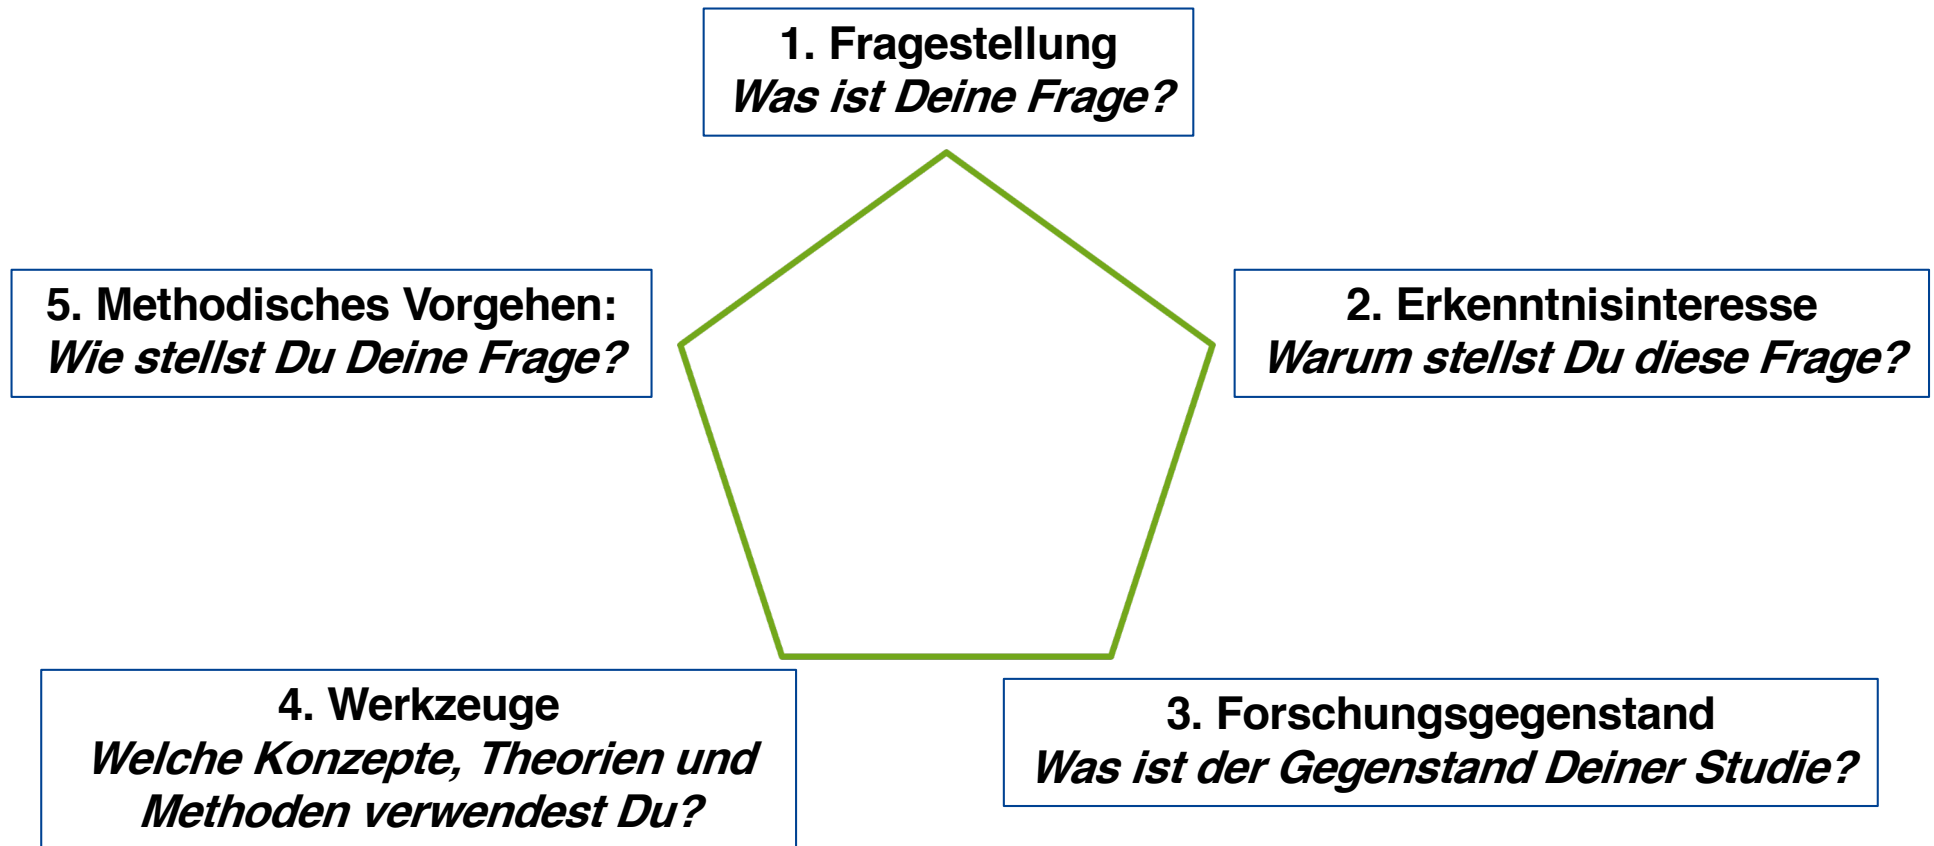 1. Fragestellung
Was ist Deine Frage?
5. Methodisches Vorgehen:
Wie stellst Du Deine Frage?
2. Erkenntnisinteresse
Warum stellst Du diese Frage?
4. Werkzeuge
Welche Konzepte, Theorien und
Methoden verwendest Du?
3. Forschungsgegenstand
Was ist der Gegenstand Deiner Studie?